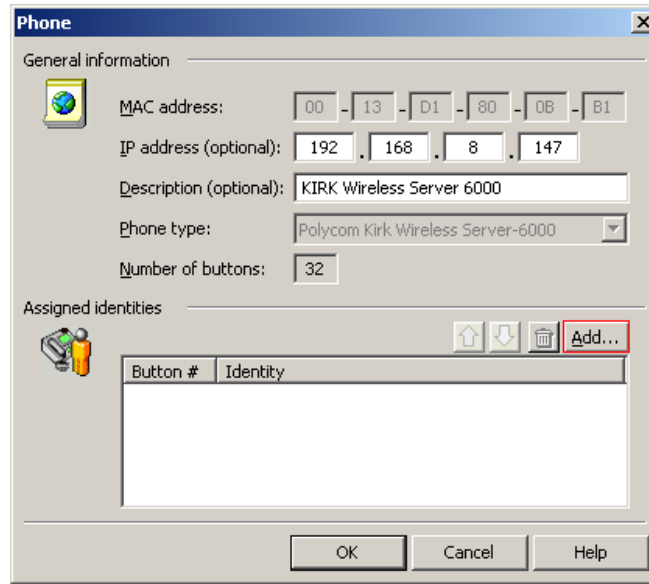 Phone
General information
MAC address: 00 - 13 - D1 - 80 - 0B - B1
IP address (optional): 192 . 168 . 8 . 147
Description (optional): KIRK Wireless Server 6000
Phone type: Polycom Kirk Wireless Server-6000
Number of buttons: 32
Assigned identities
Add...
Button # Identity
OK Cancel Help